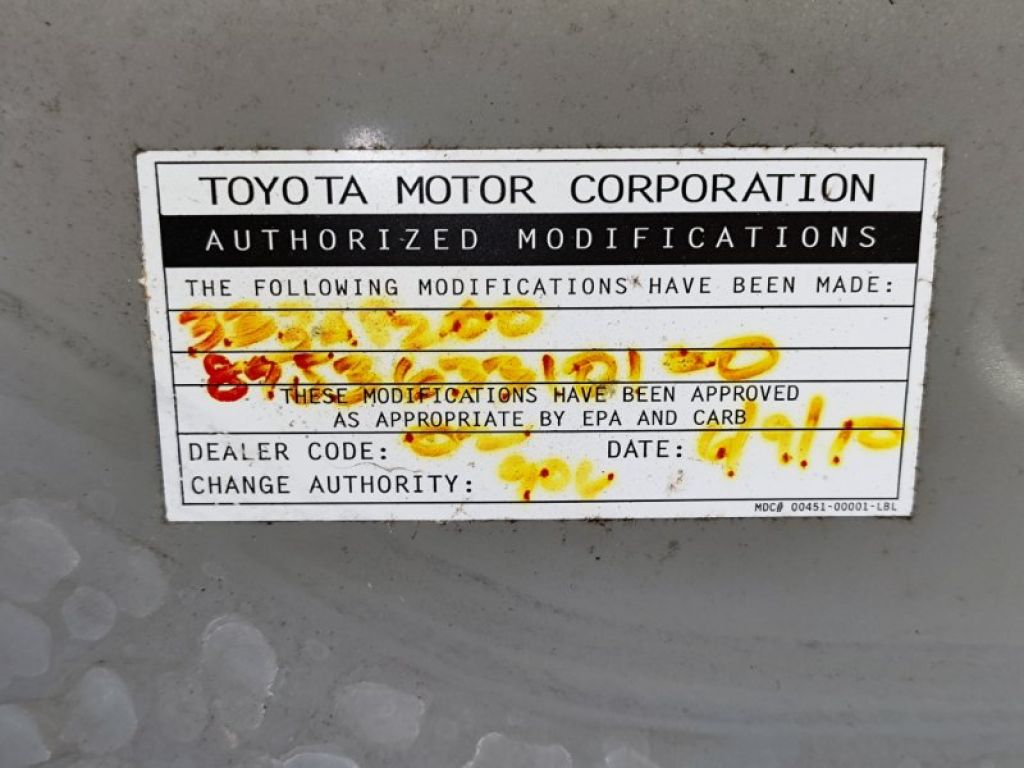 TOYOTA MOTOR CORPORATION
AUTHORIZED MODIFICATIONS
THE FOLLOWING MODIFICATIONS HAVE BEEN MADE:
THESE MODIFICATIONS HAVE BEEN APPROVED
AS APPROPRIATE BY EPA AND CARB
DEALER CODE: DATE:
CHANGE AUTHORITY:
MDC# 00451-00001-LBL